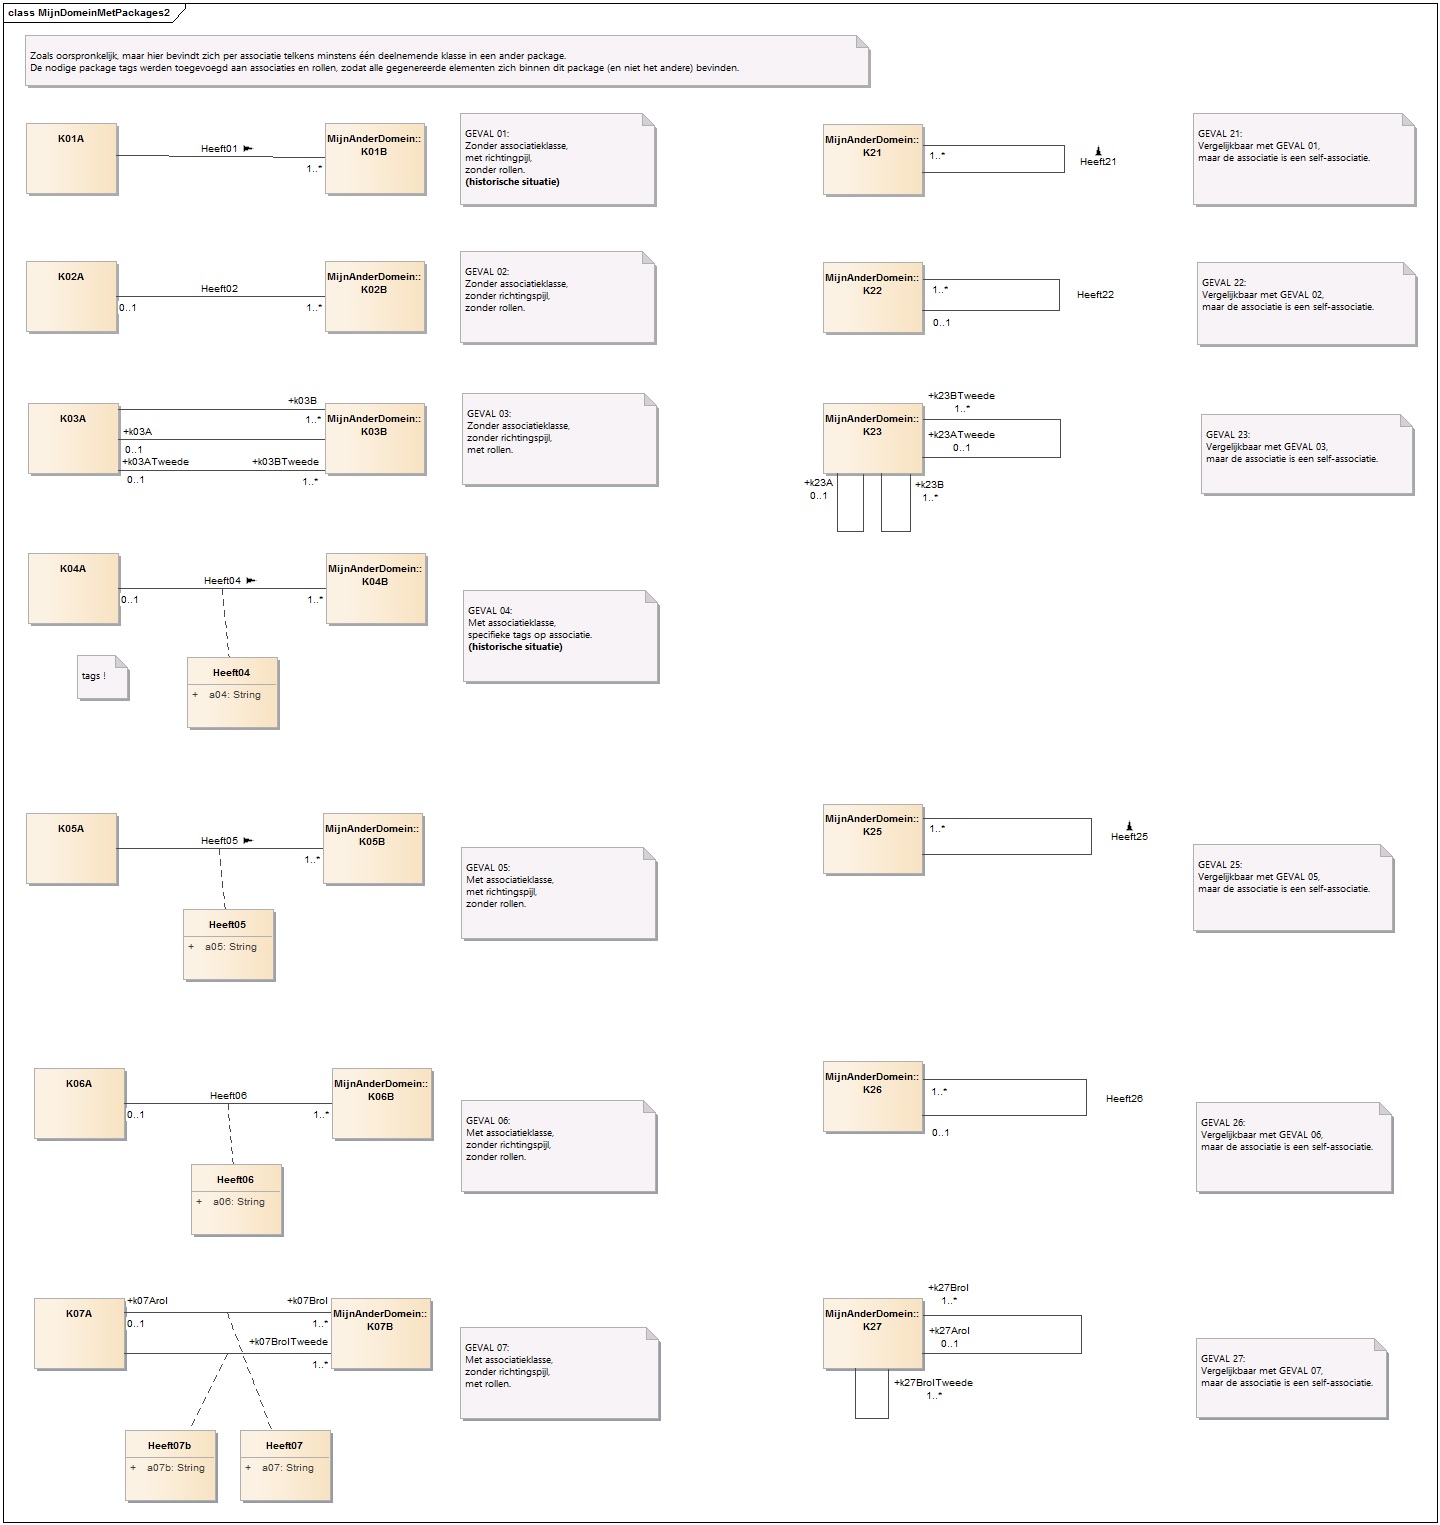 class MijnDomeinMetPackages2
Zoals oorspronkelijk, maar hier bevindt zich per associatie telkens minstens één deelnemende klasse in een ander package.
De nodige package tags werden toegevoegd aan associaties en rollen, zodat alle gegenereerde elementen zich binnen dit package (en niet het andere) bevinden.
K01A
Heeft01
1..*
MijnAnderDomein::
K01B
GEVAL 01:
Zonder associatieklasse,
met richtingpijl,
zonder rollen.
(historische situatie)
MijnAnderDomein::
K21
1..*
Heeft21
GEVAL 21:
Vergelijkbaar met GEVAL 01,
maar de associatie is een self-associatie.
K02A
Heeft02
0..1
1..*
MijnAnderDomein::
K02B
GEVAL 02:
Zonder associatieklasse,
zonder richtingspijl,
zonder rollen.
MijnAnderDomein::
K22
1..*
0..1
Heeft22
GEVAL 22:
Vergelijkbaar met GEVAL 02,
maar de associatie is een self-associatie.
K03A
+k03B
1..*
+k03A
0..1
+k03ATweede
0..1
+k03BTweede
1..*
MijnAnderDomein::
K03B
GEVAL 03:
Zonder associatieklasse,
zonder richtingspijl,
met rollen.
MijnAnderDomein::
K23
+k23BTweede
1..*
+k23ATweede
0..1
+k23A
0..1
+k23B
1..*
GEVAL 23:
Vergelijkbaar met GEVAL 03,
maar de associatie is een self-associatie.
K04A
Heeft04
0..1
1..*
MijnAnderDomein::
K04B
GEVAL 04:
Met associatieklasse,
specifieke tags op associatie.
(historische situatie)
tags !
Heeft04
+ a04: String
K05A
Heeft05
1..*
MijnAnderDomein::
K05B
Heeft05
+ a05: String
GEVAL 05:
Met associatieklasse,
met richtingspijl,
zonder rollen.
MijnAnderDomein::
K25
1..*
Heeft25
GEVAL 25:
Vergelijkbaar met GEVAL 05,
maar de associatie is een self-associatie.
K06A
Heeft06
0..1
1..*
MijnAnderDomein::
K06B
Heeft06
+ a06: String
GEVAL 06:
Met associatieklasse,
zonder richtingspijl,
zonder rollen.
MijnAnderDomein::
K26
1..*
0..1
Heeft26
GEVAL 26:
Vergelijkbaar met GEVAL 06,
maar de associatie is een self-associatie.
K07A
+k07Arol
0..1
+k07Brol
1..*
+k07BrolTweede
1..*
MijnAnderDomein::
K07B
Heeft07b
+ a07b: String
Heeft07
+ a07: String
GEVAL 07:
Met associatieklasse,
zonder richtingspijl,
met rollen.
MijnAnderDomein::
K27
+k27Brol
1..*
+k27Arol
0..1
+k27BrolTweede
1..*
GEVAL 27:
Vergelijkbaar met GEVAL 07,
maar de associatie is een self-associatie.